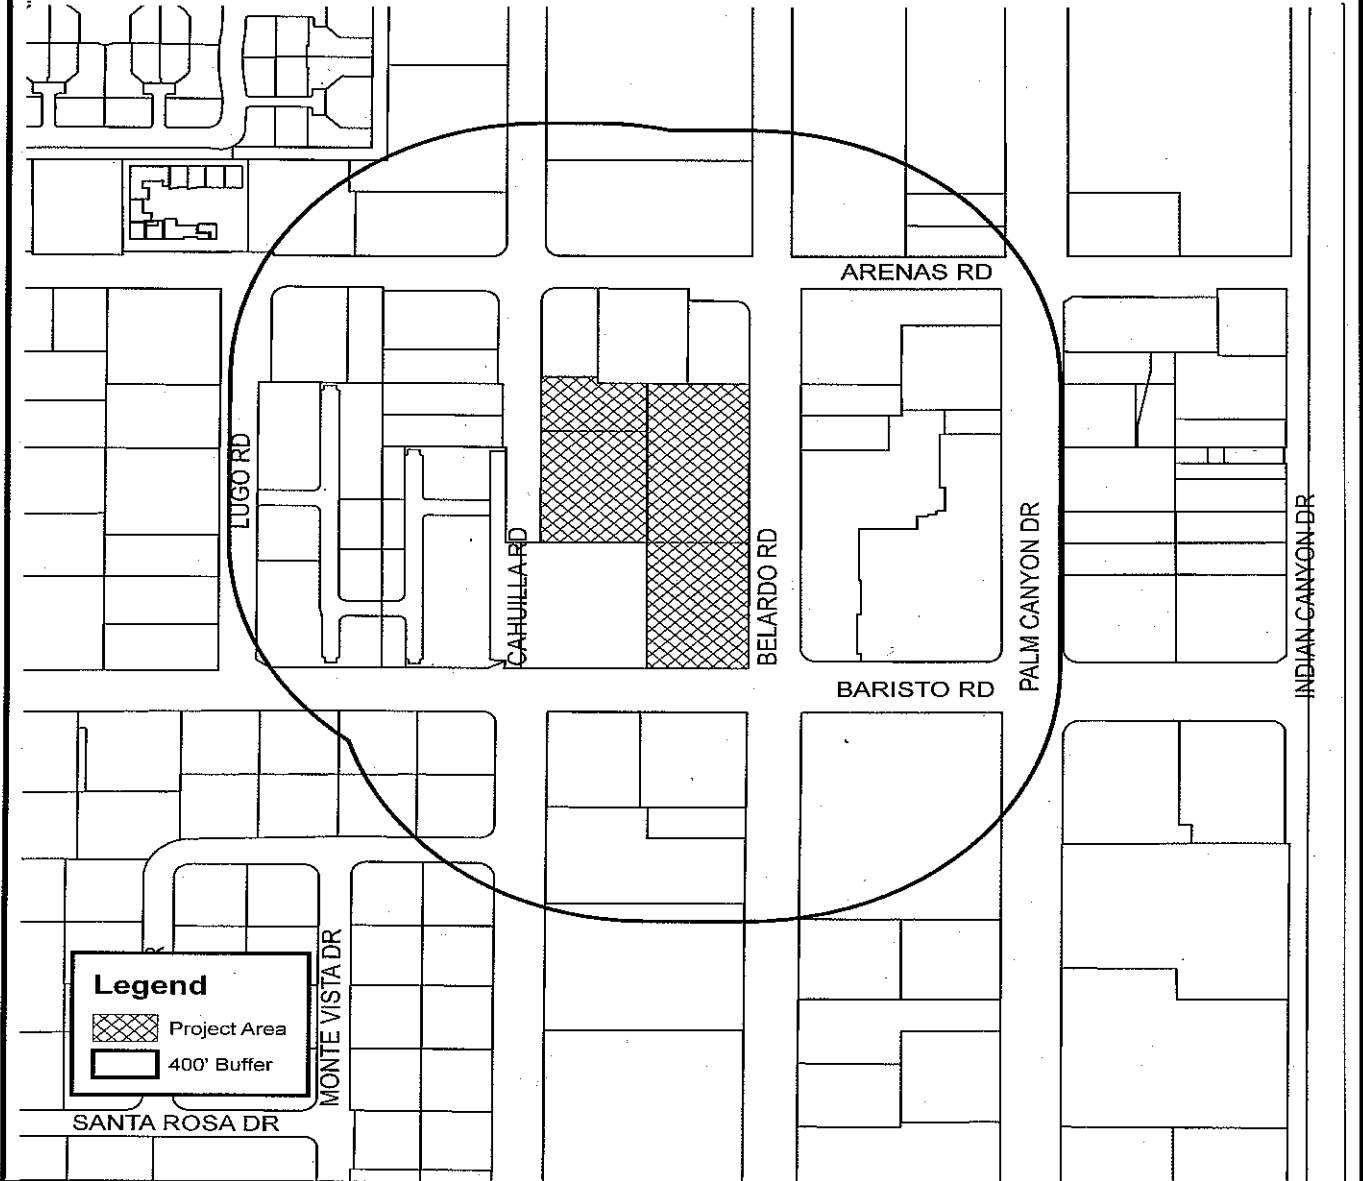 ARENAS RD
LUGO RD
CAHUILLA RD
BELARDO RD
PALM CANYON DR
INDIAN CANYON DR
BARISTO RD
MONTE VISTA DR
Legend
Project Area
400' Buffer
SANTA ROSA DR